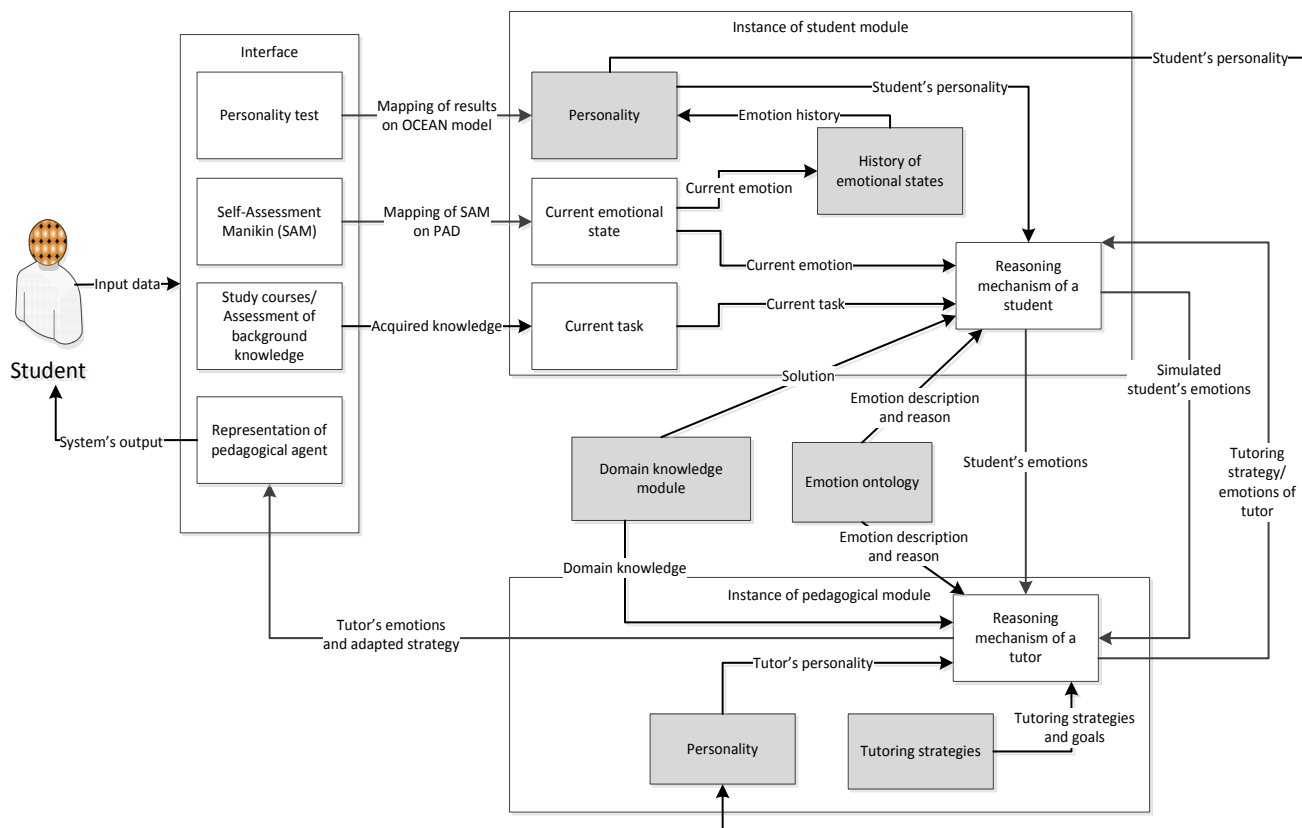 Instance of student module
Interface
Student's personality
Personality test
Mapping of results
on OCEAN model
Personality
Student's personality
Emotion history
History of
emotional states
Self-Assessment
Manikin (SAM)
Mapping of SAM
on PAD
Current emotional
state
Current emotion
Current emotion
Reasoning
mechanism of a
student
Input data
Study courses/
Assessment of
background
knowledge
Acquired knowledge
Current task
Current task
Student
Solution
Simulated
student's emotions
Emotion description
and reason
System's output
Representation of
pedagogical agent
Domain knowledge
module
Emotion ontology
Student's emotions
Tutoring
strategy/
emotions of
tutor
Emotion description
and reason
Domain knowledge
Instance of pedagogical module
Tutor's emotions
and adapted strategy
Reasoning
mechanism of a
tutor
Tutor's personality
Personality
Tutoring strategies
Tutoring strategies
and goals